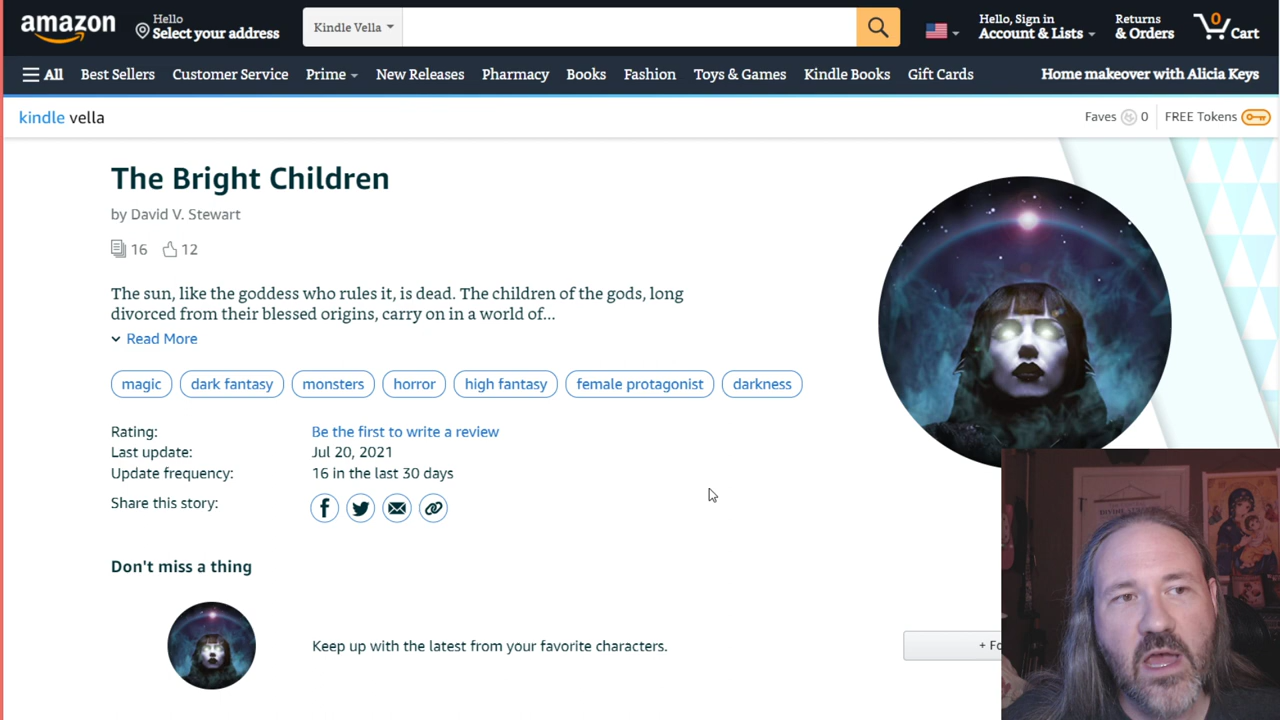 amazon
Hello
Select your address
Kindle Vella
Hello, Sign in
Account & Lists
Returns
& Orders
0
Cart
All
Best Sellers
Customer Service
Prime
New Releases
Pharmacy
Books
Fashion
Toys & Games
Kindle Books
Gift Cards
Home makeover with Alicia Keys
kindle vella
Faves 0
FREE Tokens
The Bright Children
by David V. Stewart
16 12
The sun, like the goddess who rules it, is dead. The children of the gods, long
divorced from their blessed origins, carry on in a world of...
Read More
magic
dark fantasy
monsters
horror
high fantasy
female protagonist
darkness
Rating: Be the first to write a review
Last update: Jul 20, 2021
Update frequency: 16 in the last 30 days
Share this story:
Don't miss a thing
Keep up with the latest from your favorite characters.